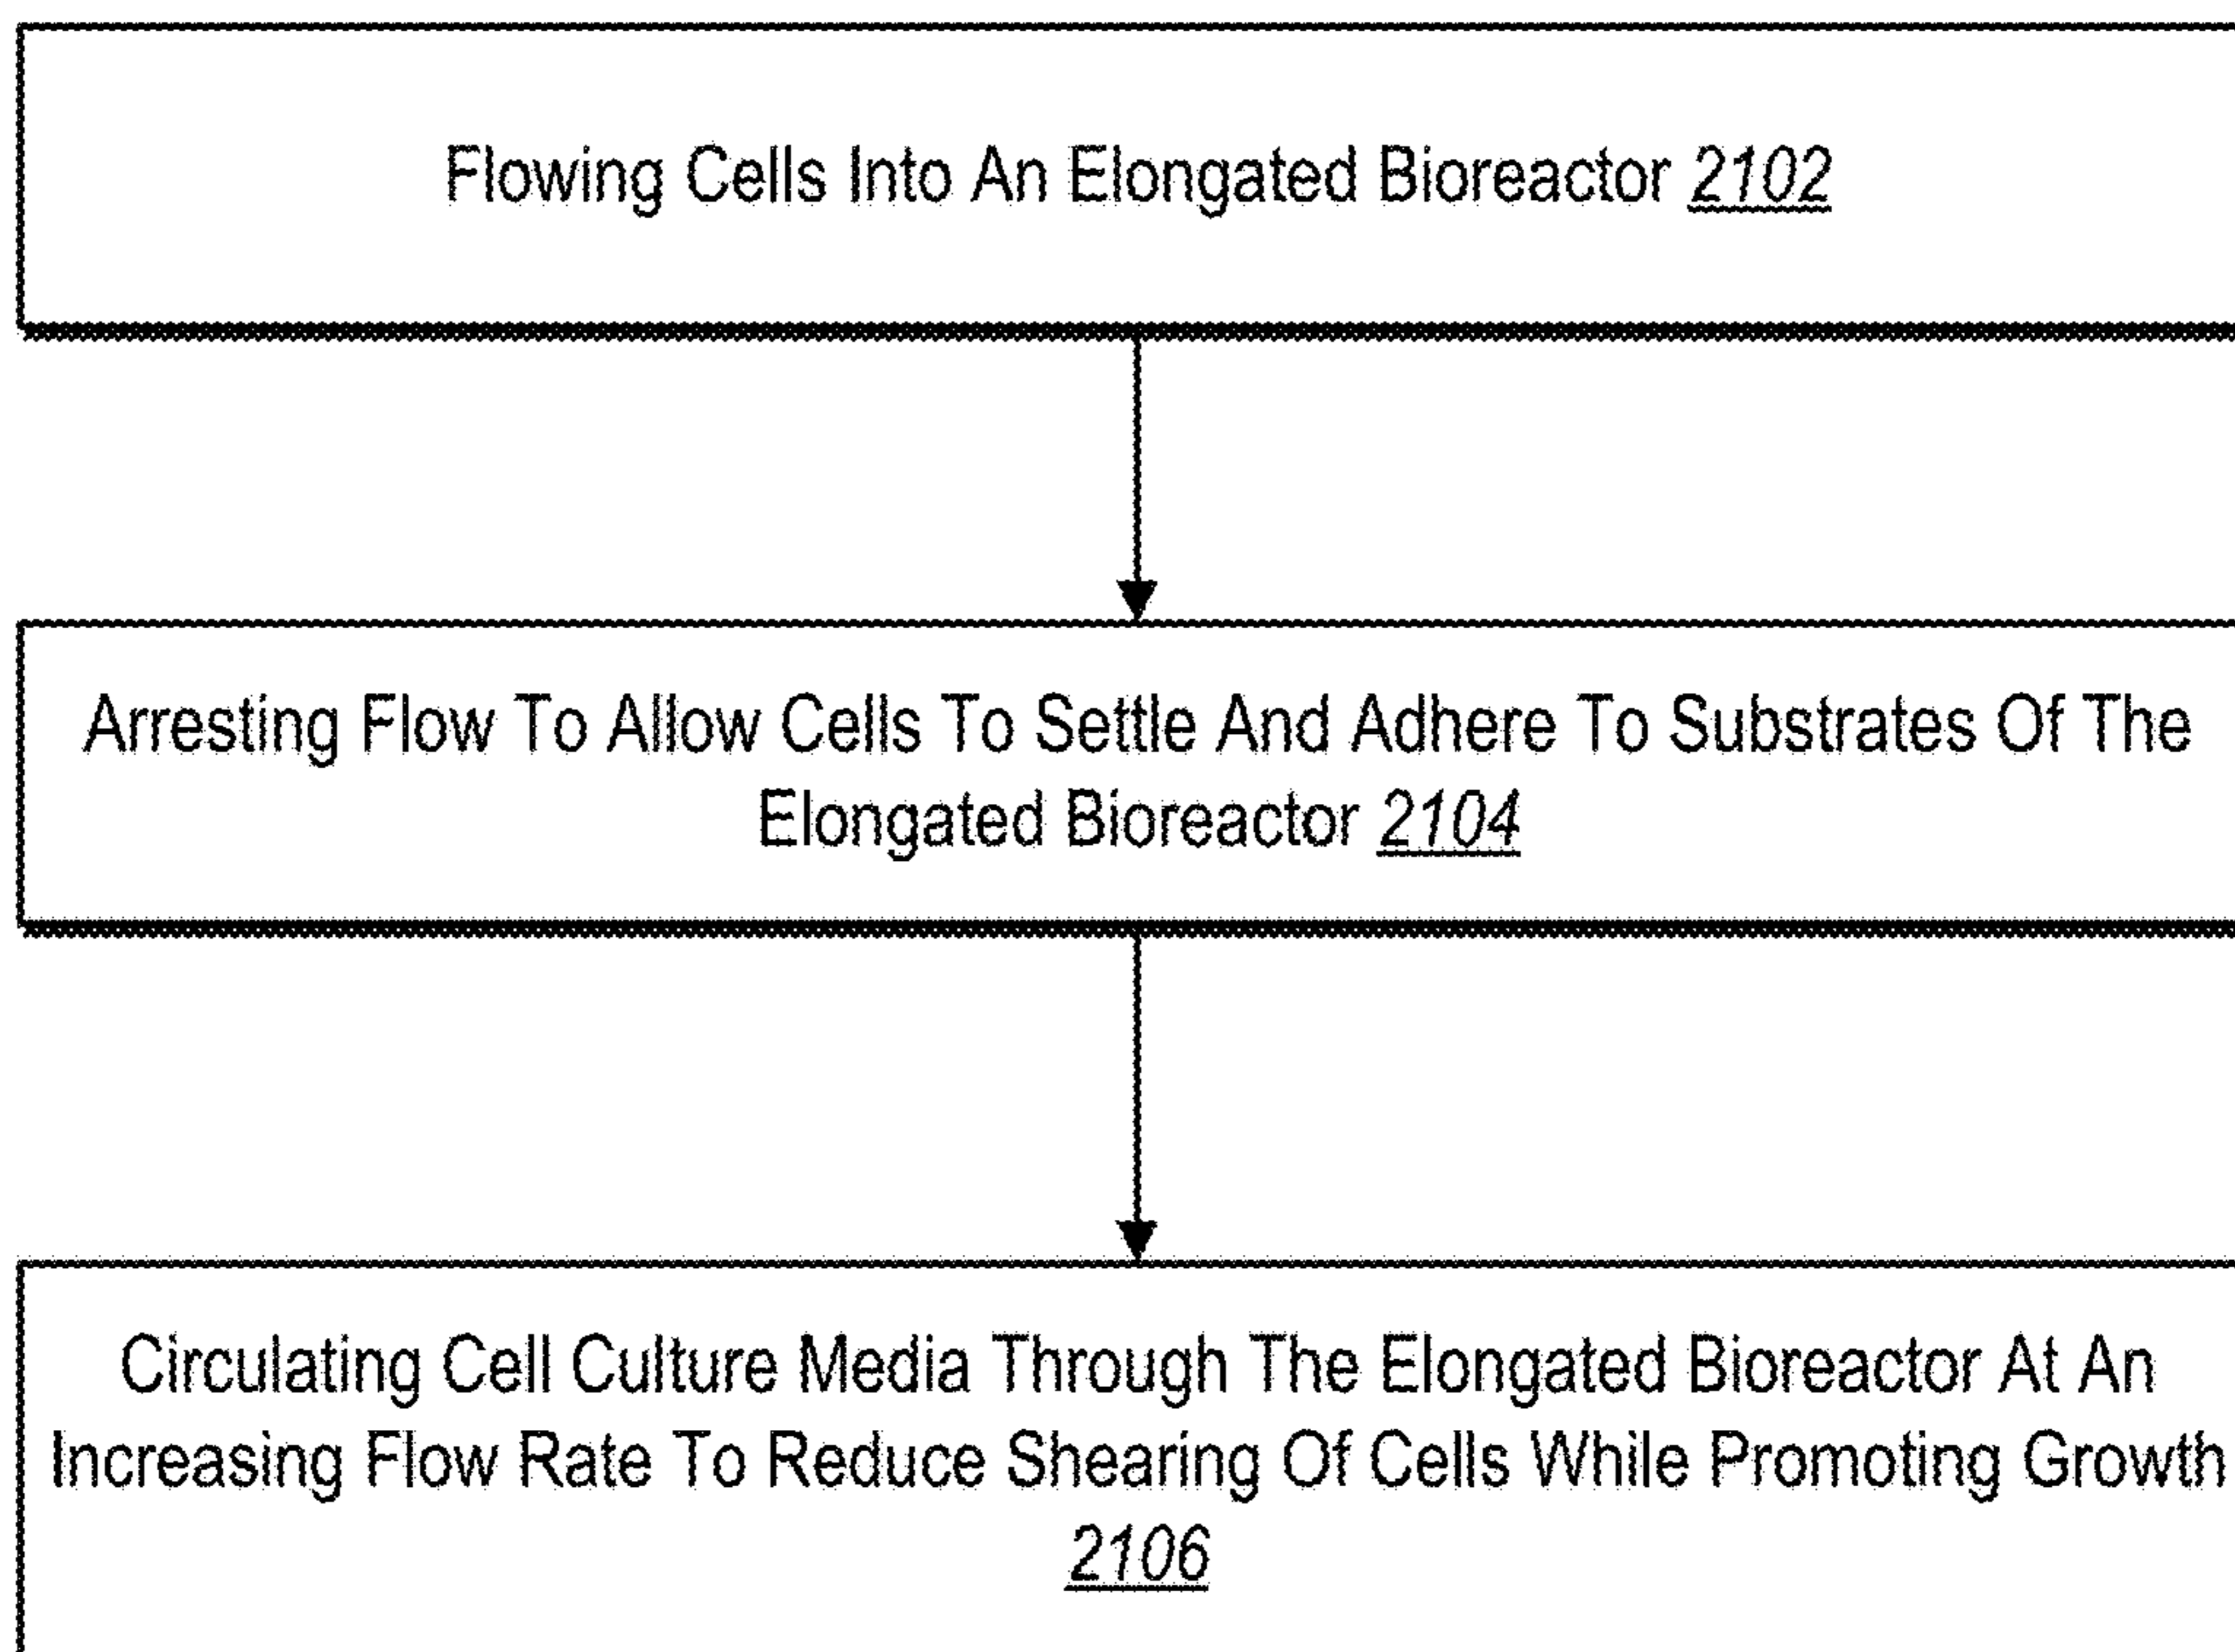 Flowing Cells Into An Elongated Bioreactor 2102
Arresting Flow To Allow Cells To Settle And Adhere To Substrates Of The
Elongated Bioreactor 2104
Circulating Cell Culture Media Through The Elongated Bioreactor At An
Increasing Flow Rate To Reduce Shearing Of Cells While Promoting Growth
2106